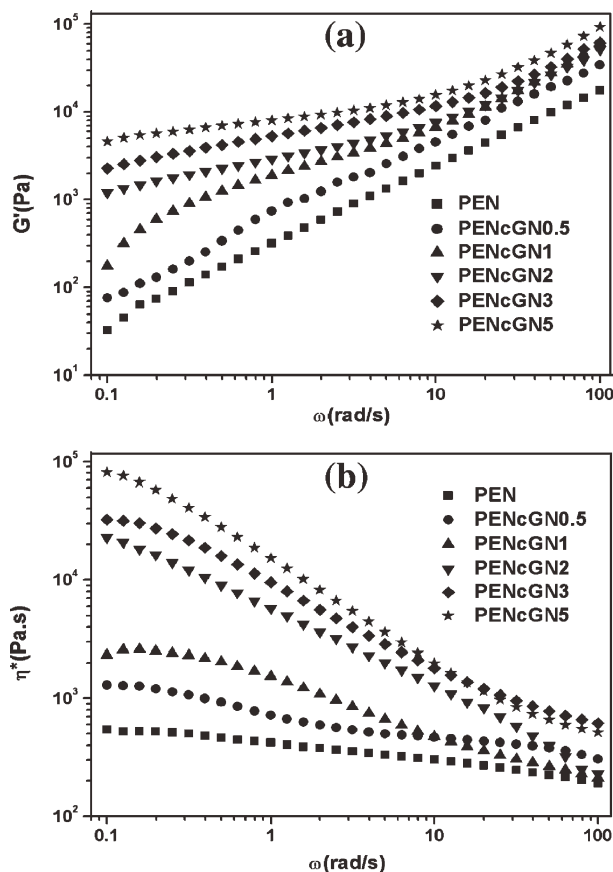 (a)
10⁵
10⁴
10³
10²
10¹
G'(Pa)
PEN
PENcGN0.5
PENcGN1
PENcGN2
PENcGN3
PENcGN5
0.1 1 10 100
ω(rad/s)
(b)
10⁵
10⁴
10³
10²
η*(Pa.s)
PEN
PENcGN0.5
PENcGN1
PENcGN2
PENcGN3
PENcGN5
0.1 1 10 100
ω(rad/s)